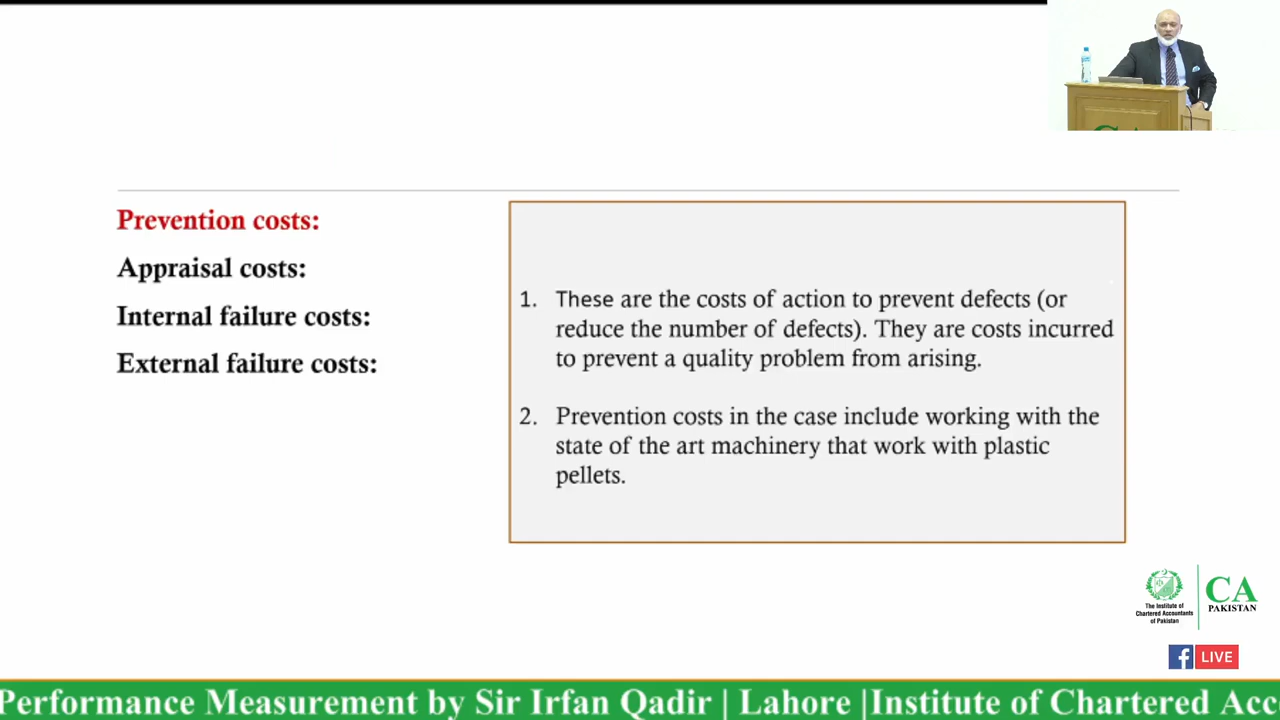 Prevention costs:
Appraisal costs:
Internal failure costs:
External failure costs:
1. These are the costs of action to prevent defects (or
reduce the number of defects). They are costs incurred
to prevent a quality problem from arising.
2. Prevention costs in the case include working with the
state of the art machinery that work with plastic
pellets.
The Institute of
Chartered Accountants
of Pakistan
CA
PAKISTAN
f LIVE
Performance Measurement by Sir Irfan Qadir | Lahore |Institute of Chartered Acc